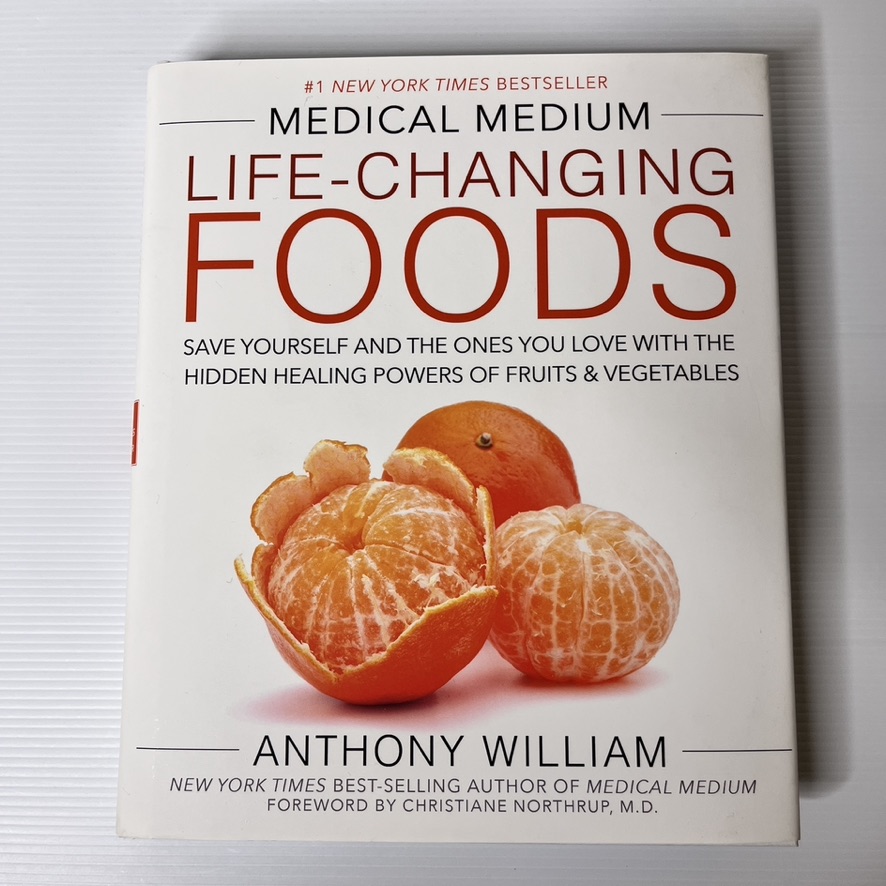 #1 NEW YORK TIMES BESTSELLER
MEDICAL MEDIUM
LIFE-CHANGING
FOODS
SAVE YOURSELF AND THE ONES YOU LOVE WITH THE
HIDDEN HEALING POWERS OF FRUITS & VEGETABLES
ANTHONY WILLIAM
NEW YORK TIMES BEST-SELLING AUTHOR OF MEDICAL MEDIUM
FOREWORD BY CHRISTIANE NORTHRUP, M.D.